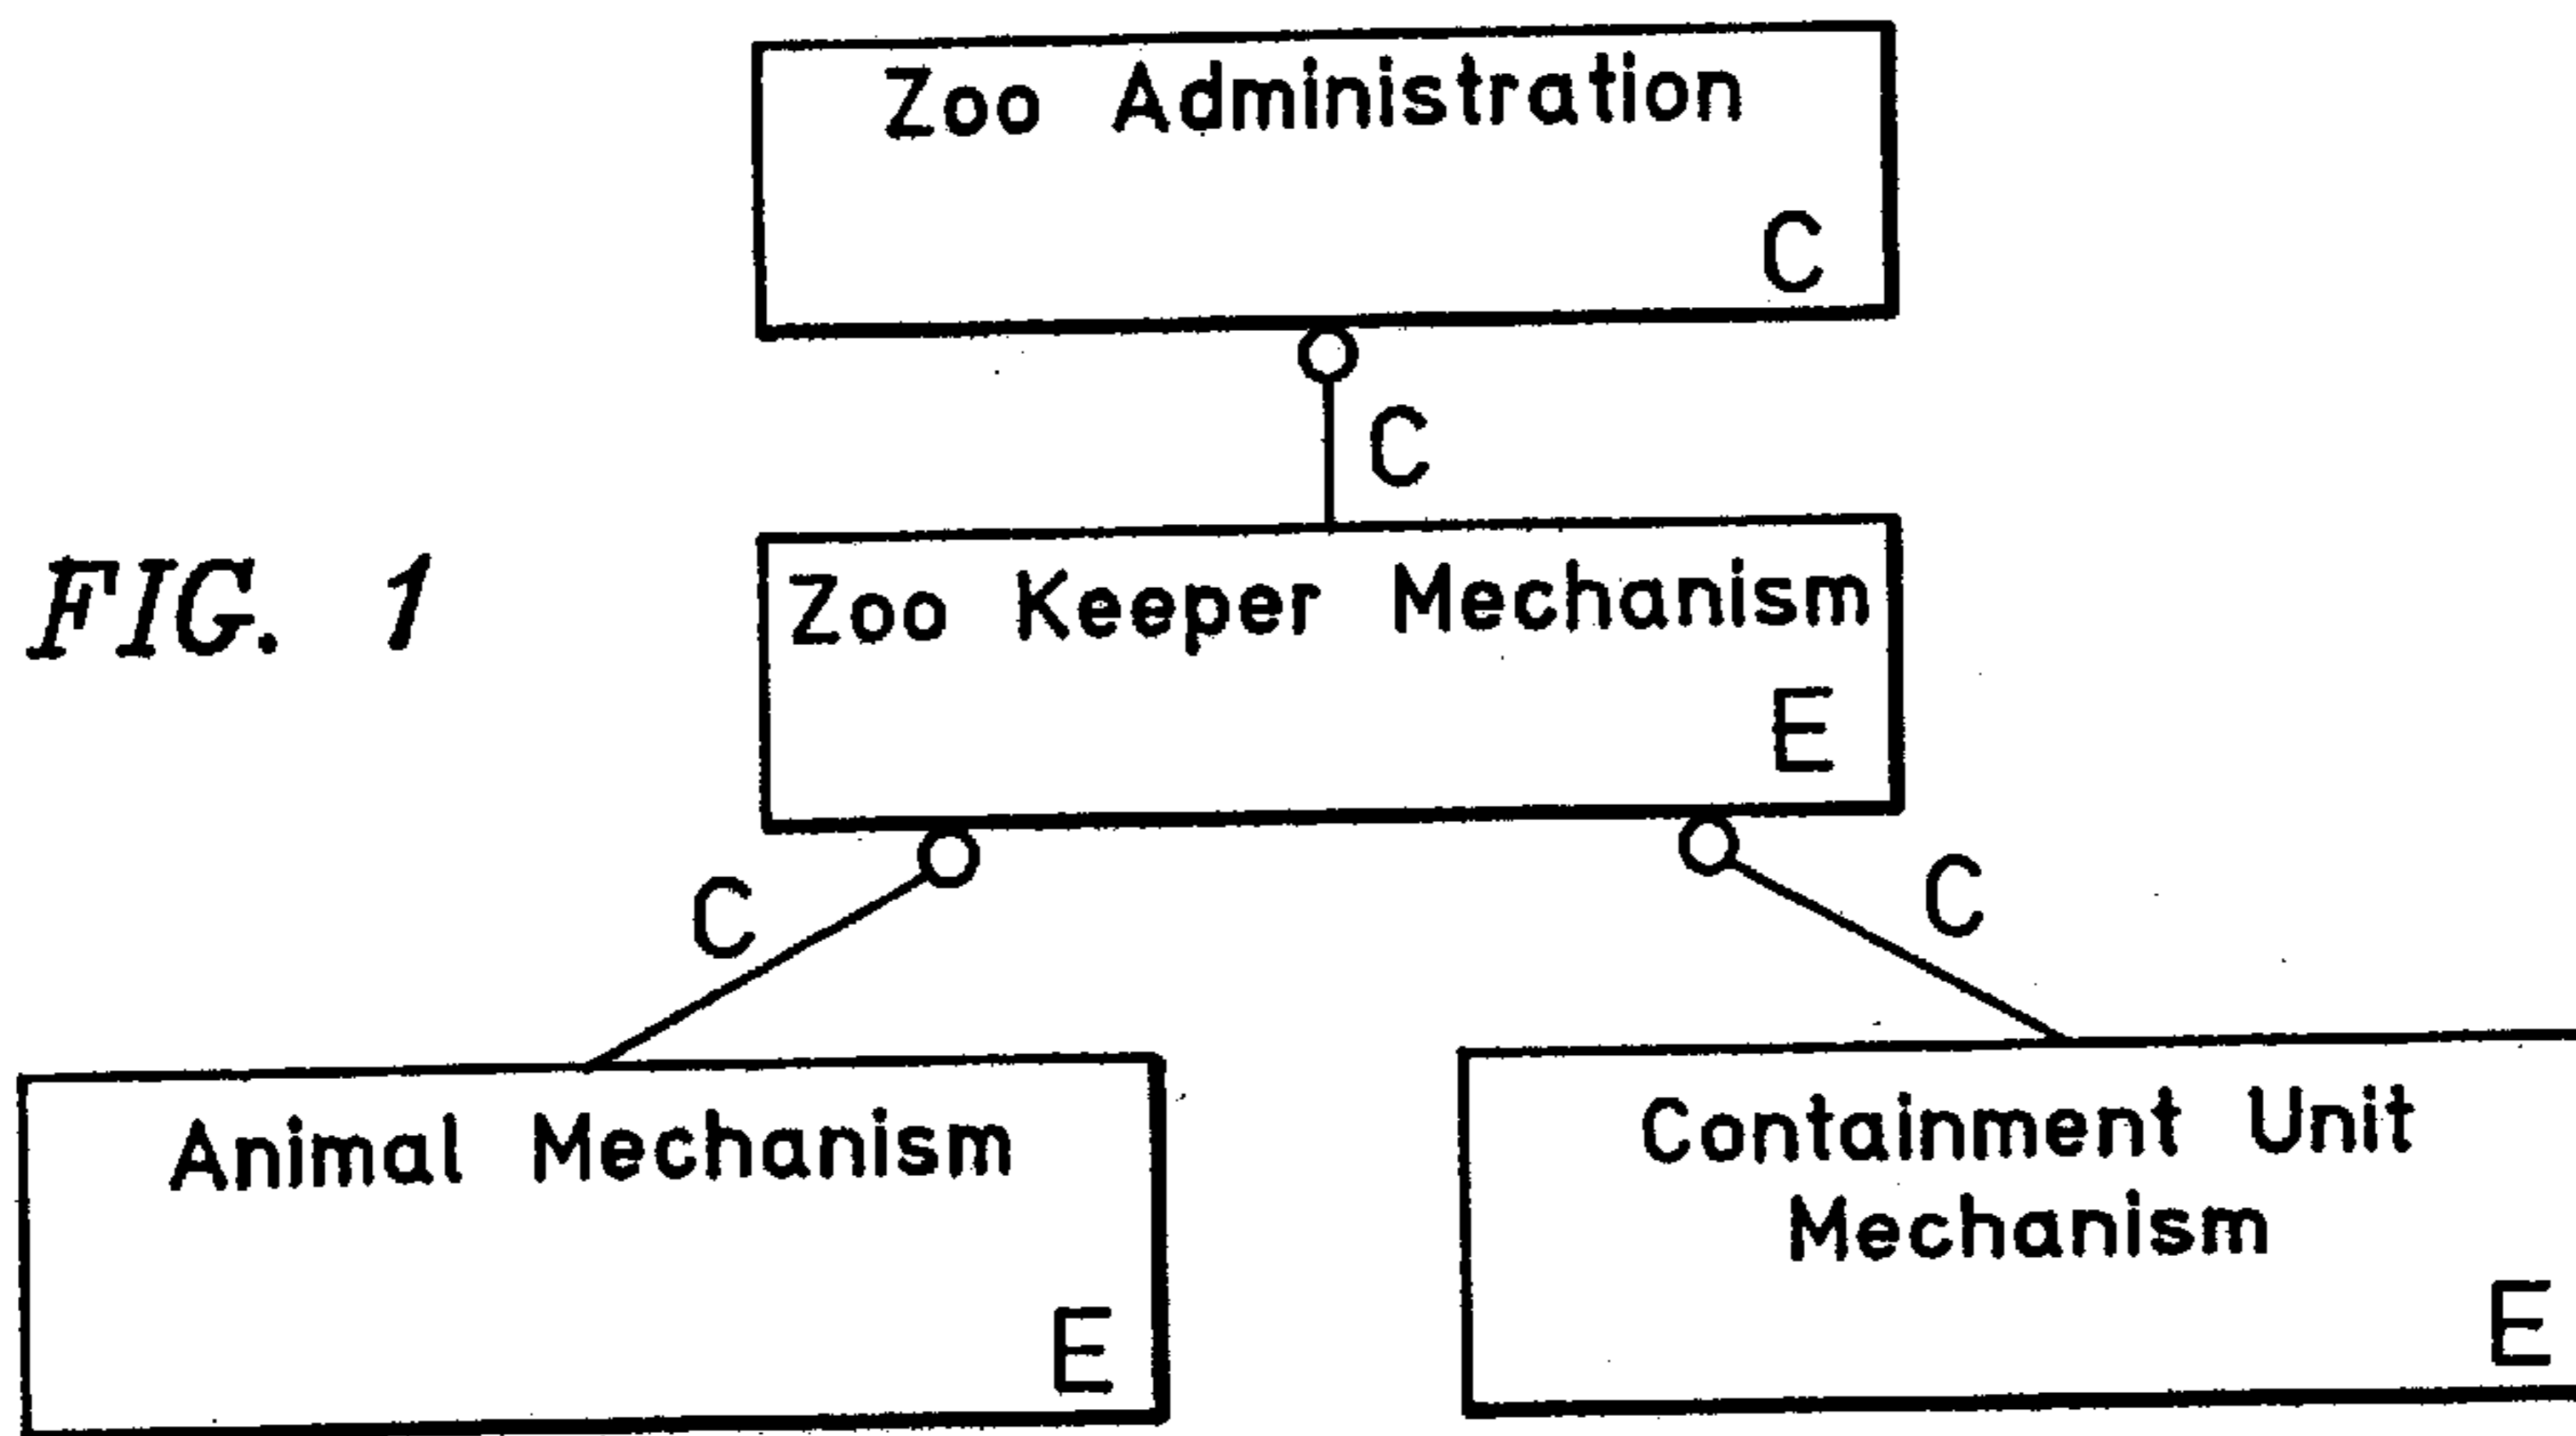 Zoo Administration
C
C
FIG. 1
Zoo Keeper Mechanism
E
C
C
Animal Mechanism
E
Containment Unit
Mechanism
E